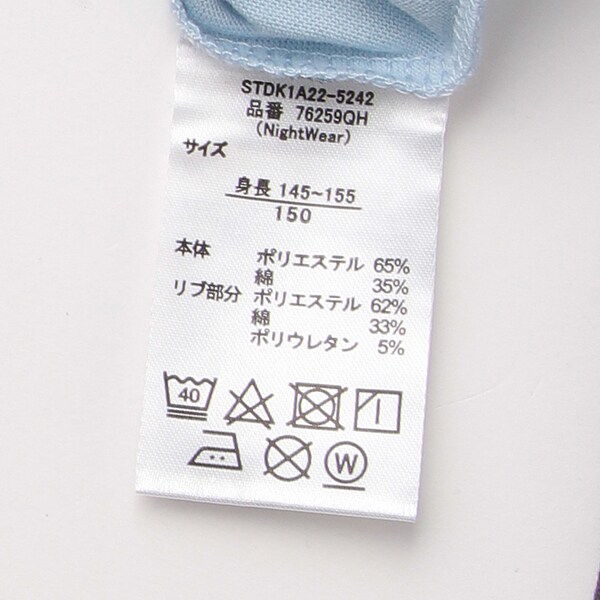 STDK1A22-5242
品番 76259QH
(NightWear)
サイズ
身長 145~155
150
本体 ポリエステル 65%
綿 35%
リブ部分 ポリエステル 62%
綿 33%
ポリウレタン 5%
40
W